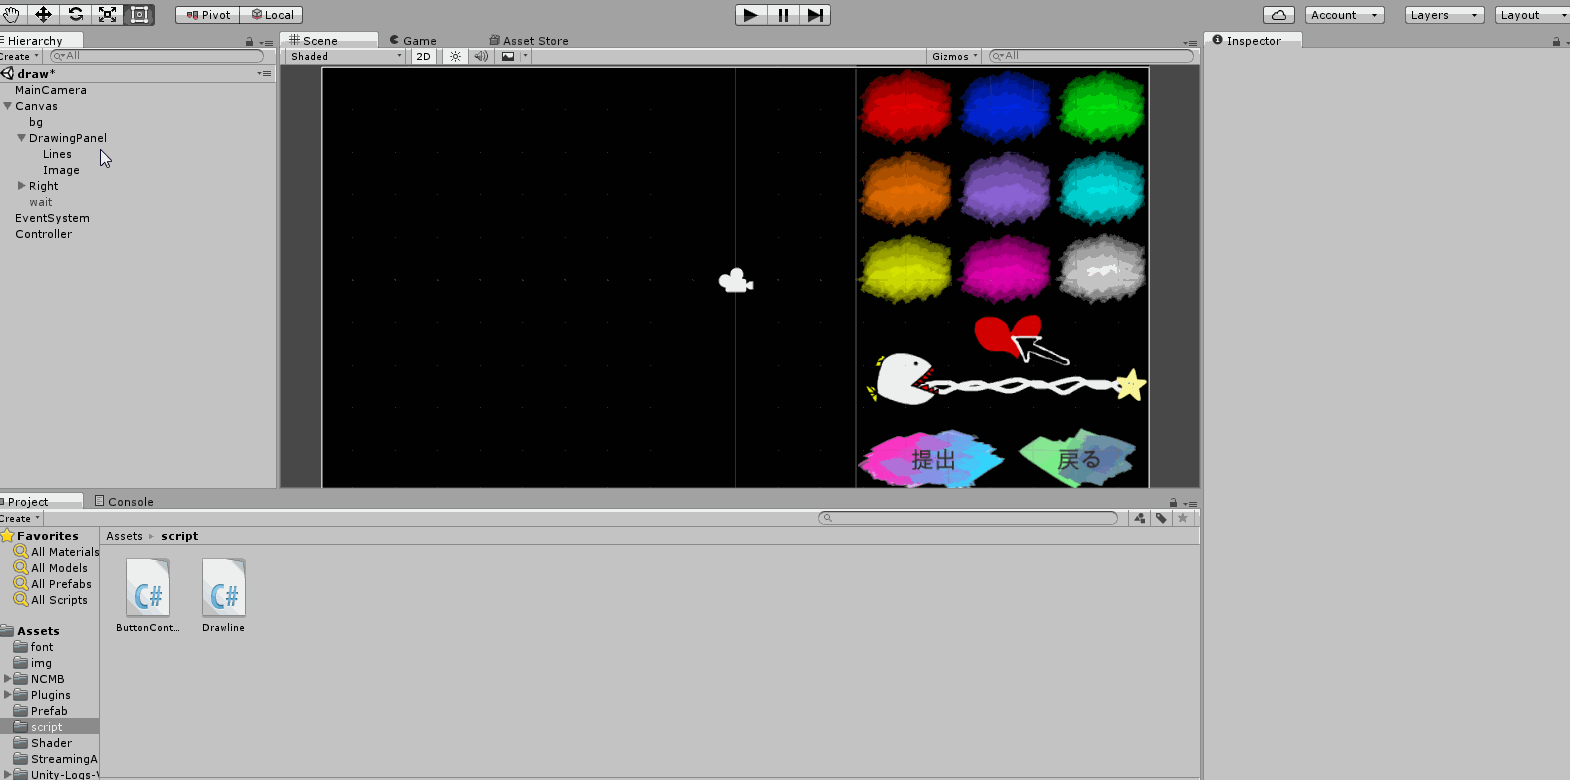 Pivot Local Account Layers Layout
Hierarchy Scene Game Asset Store Inspector
Create All Shaded 2D Gizmos All
draw*
MainCamera
Canvas
bg
DrawingPanel
Lines
Image
Right
wait
EventSystem
Controller
提出 戻る
Project Console
Create
Favorites
All Materials
All Models
All Prefabs
All Scripts
Assets
font
img
NCMB
Plugins
Prefab
script
Shader
StreamingA
Unity-Logs-V
Assets script
C# C#
ButtonCont... Drawline